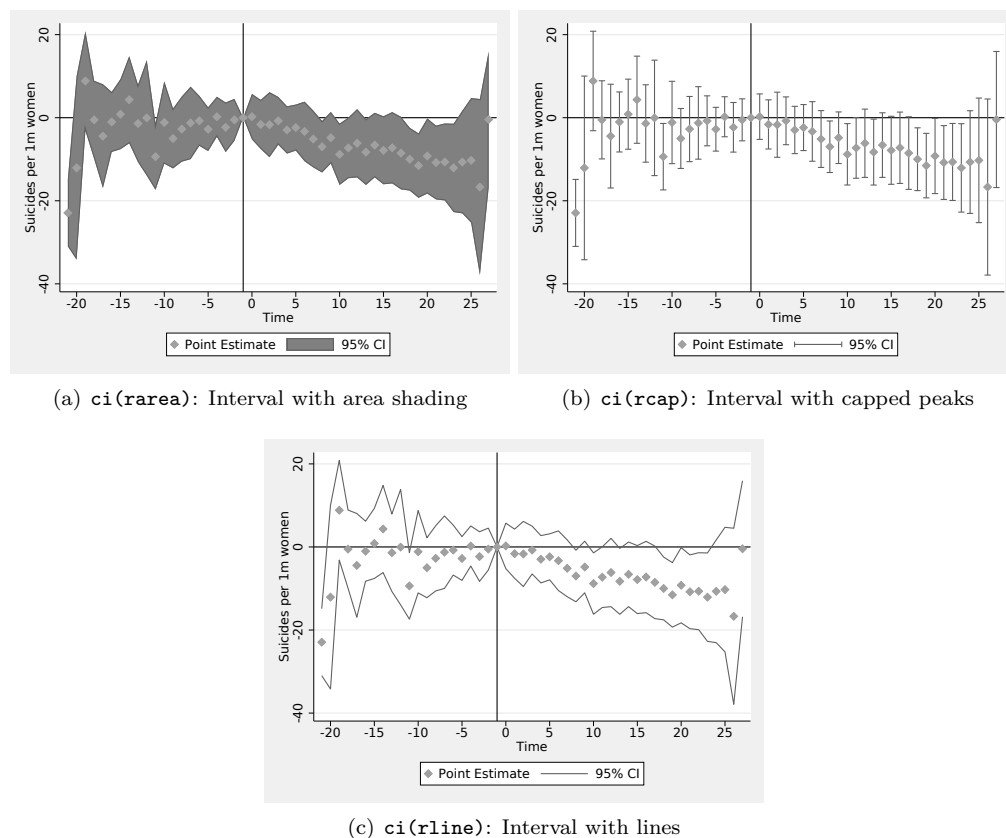 Suicides per 1m women
20
0
-20
-40
-20 -15 -10 -5 0 5 10 15 20 25
Time
Point Estimate 95% CI
(a) ci(rarea): Interval with area shading
Suicides per 1m women
20
0
-20
-40
-20 -15 -10 -5 0 5 10 15 20 25
Time
Point Estimate 95% CI
(b) ci(rcap): Interval with capped peaks
Suicides per 1m women
20
0
-20
-40
-20 -15 -10 -5 0 5 10 15 20 25
Time
Point Estimate 95% CI
(c) ci(rline): Interval with lines